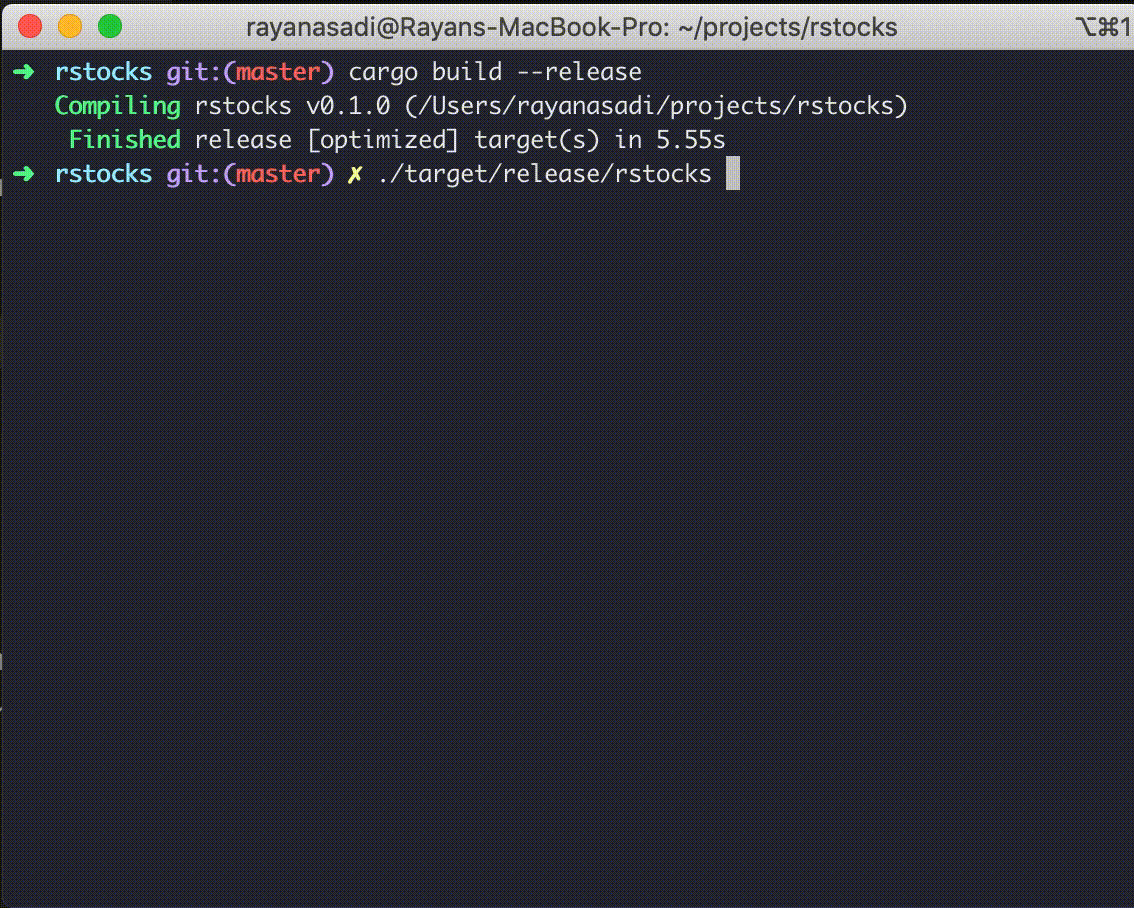 rayanasadi@Rayans-MacBook-Pro: ~/projects/rstocks ⌥⌘1
➜ rstocks git:(master) cargo build --release
Compiling rstocks v0.1.0 (/Users/rayanasadi/projects/rstocks)
Finished release [optimized] target(s) in 5.55s
➜ rstocks git:(master) ✗ ./target/release/rstocks